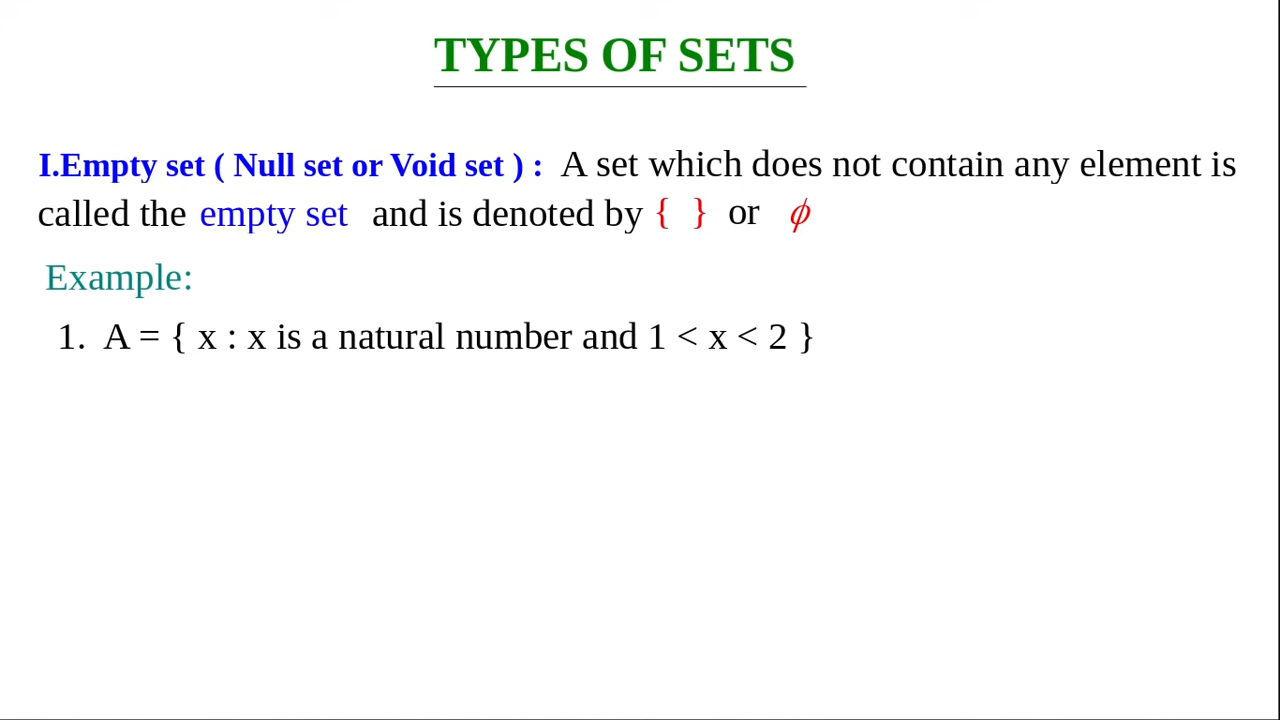 TYPES OF SETS
I.Empty set ( Null set or Void set ) : A set which does not contain any element is
called the empty set and is denoted by { } or ϕ
Example:
1. A = { x : x is a natural number and 1 < x < 2 }